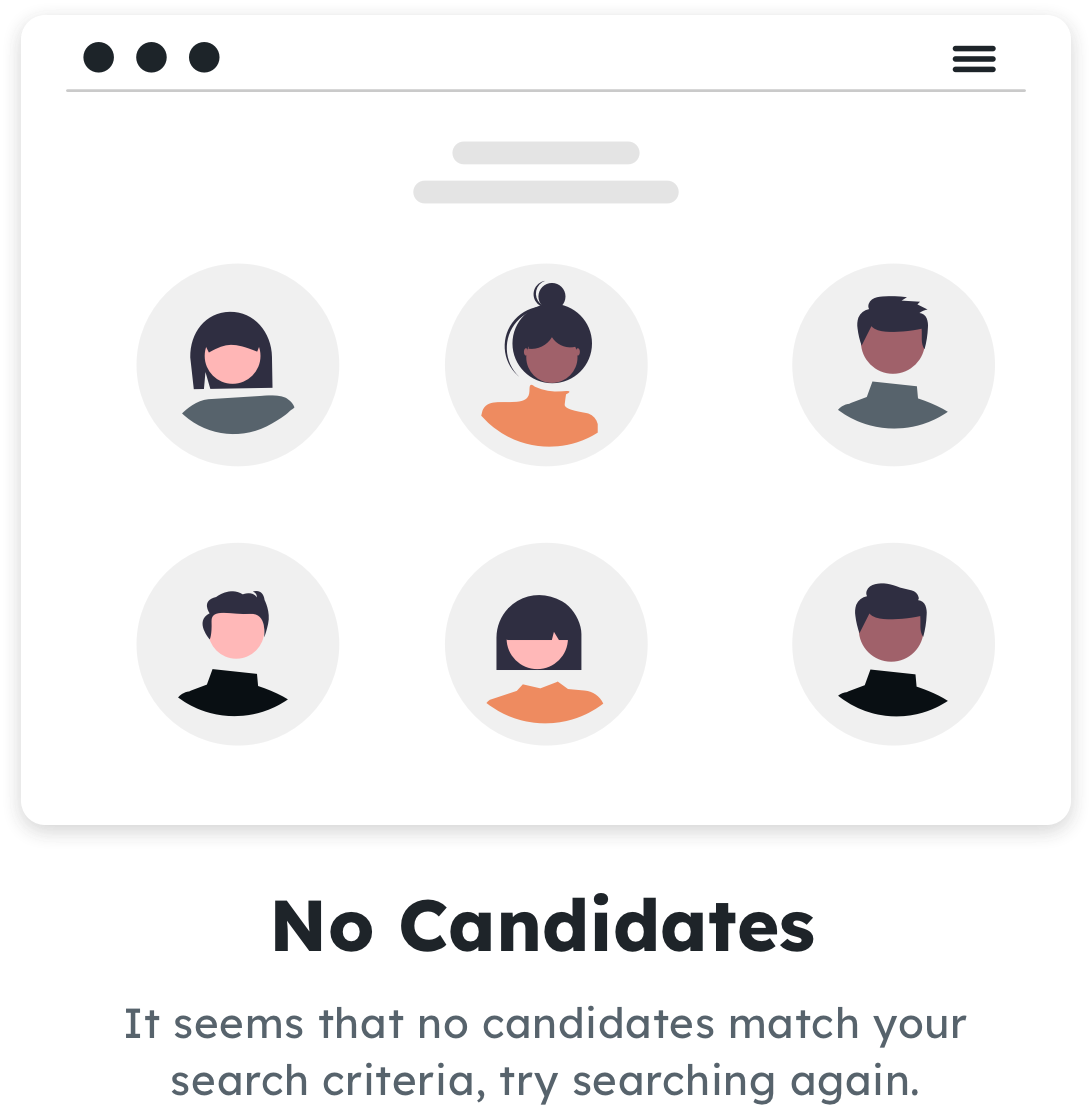 No Candidates
It seems that no candidates match your
search criteria, try searching again.